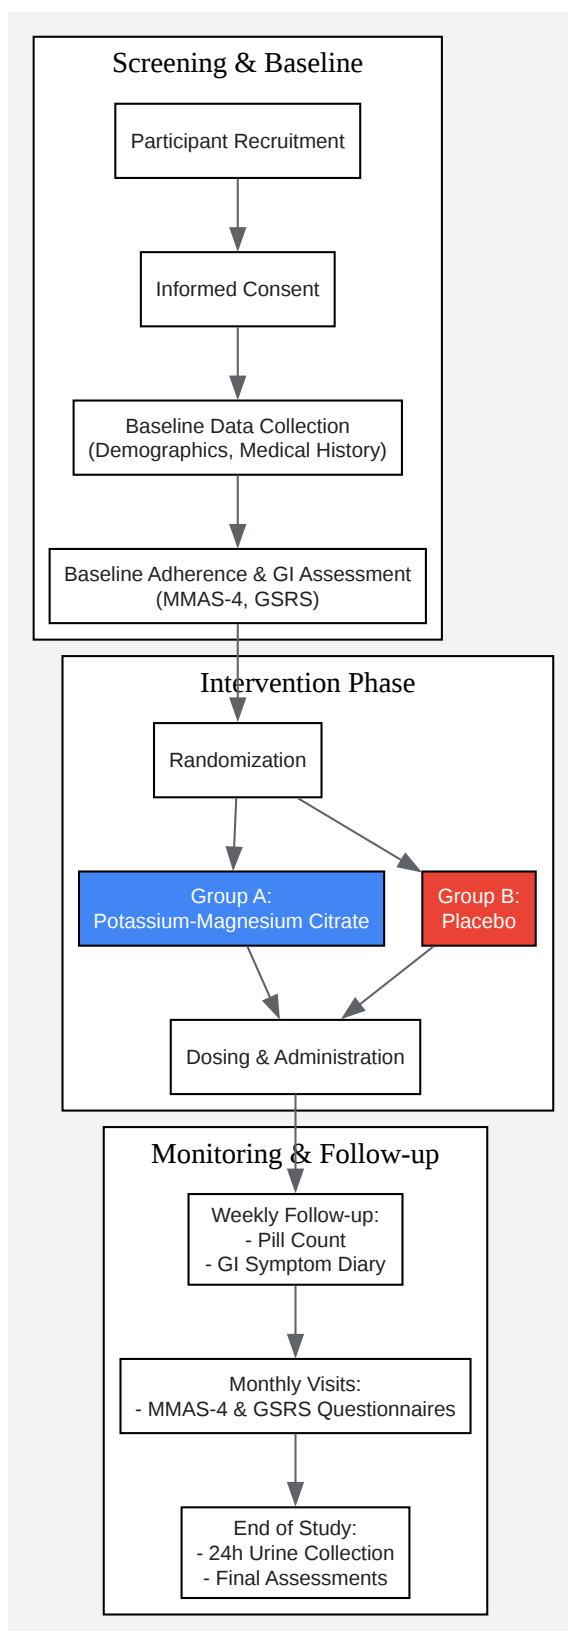 Screening & Baseline
Participant Recruitment
Informed Consent
Baseline Data Collection
(Demographics, Medical History)
Baseline Adherence & GI Assessment
(MMAS-4, GSRS)
Intervention Phase
Randomization
Group A:
Potassium-Magnesium Citrate
Group B:
Placebo
Dosing & Administration
Monitoring & Follow-up
Weekly Follow-up:
- Pill Count
- GI Symptom Diary
Monthly Visits:
- MMAS-4 & GSRS Questionnaires
End of Study:
- 24h Urine Collection
- Final Assessments